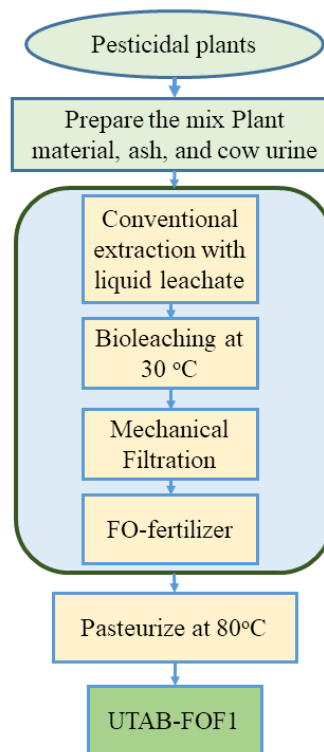 Pesticidal plants
Prepare the mix Plant
material, ash, and cow urine
Conventional
extraction with
liquid leachate
Bioleaching at
30 °C
Mechanical
Filtration
FO-fertilizer
Pasteurize at 80°C
UTAB-FOF1